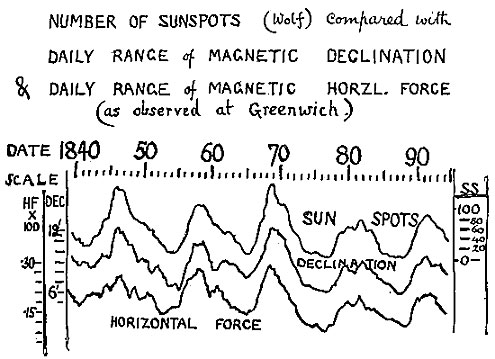 NUMBER OF SUNSPOTS (Wolf) Compared with
DAILY RANGE of MAGNETIC DECLINATION
& DAILY RANGE of MAGNETIC HORZL. FORCE
(as observed at Greenwich.)
DATE 1840 50 60 70 80 90
SCALE
HF DEC SS
X
100 12' 100
80
60
40
20
30 0
6'
15
SUN SPOTS
DECLINATION
HORIZONTAL FORCE